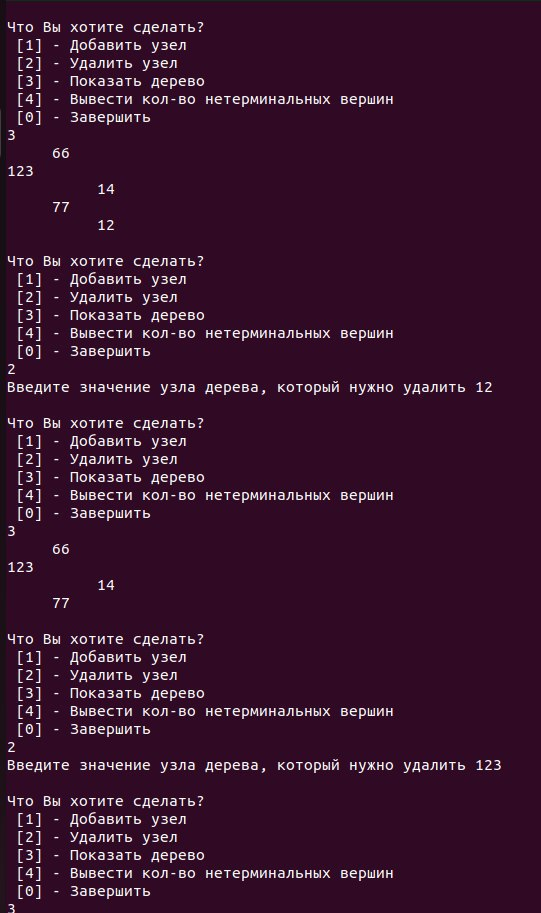 Что Вы хотите сделать?
 [1] - Добавить узел
 [2] - Удалить узел
 [3] - Показать дерево
 [4] - Вывести кол-во нетерминальных вершин
 [0] - Завершить
3
     66
123
          14
     77
          12
Что Вы хотите сделать?
 [1] - Добавить узел
 [2] - Удалить узел
 [3] - Показать дерево
 [4] - Вывести кол-во нетерминальных вершин
 [0] - Завершить
2
Введите значение узла дерева, который нужно удалить 12
Что Вы хотите сделать?
 [1] - Добавить узел
 [2] - Удалить узел
 [3] - Показать дерево
 [4] - Вывести кол-во нетерминальных вершин
 [0] - Завершить
3
     66
123
          14
     77
Что Вы хотите сделать?
 [1] - Добавить узел
 [2] - Удалить узел
 [3] - Показать дерево
 [4] - Вывести кол-во нетерминальных вершин
 [0] - Завершить
2
Введите значение узла дерева, который нужно удалить 123
Что Вы хотите сделать?
 [1] - Добавить узел
 [2] - Удалить узел
 [3] - Показать дерево
 [4] - Вывести кол-во нетерминальных вершин
 [0] - Завершить
3